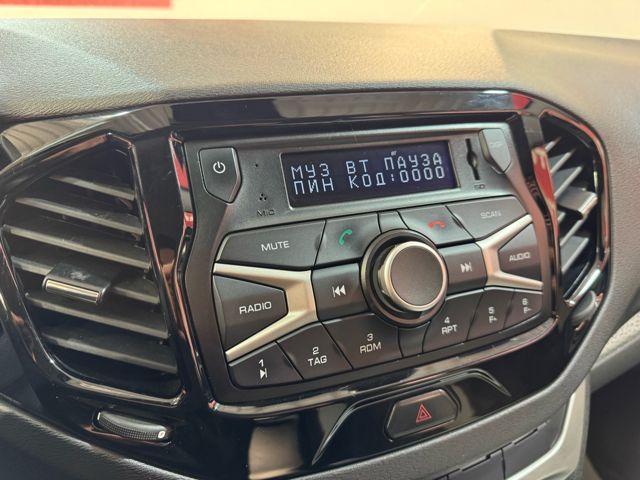 МУЗ ВТ ПАУЗА
ПИН КОД:0000
MIC
MUTE
SCAN
RADIO
AUDIO
1
2
TAG
3
RDM
4
RPT
5
F-
6
F+